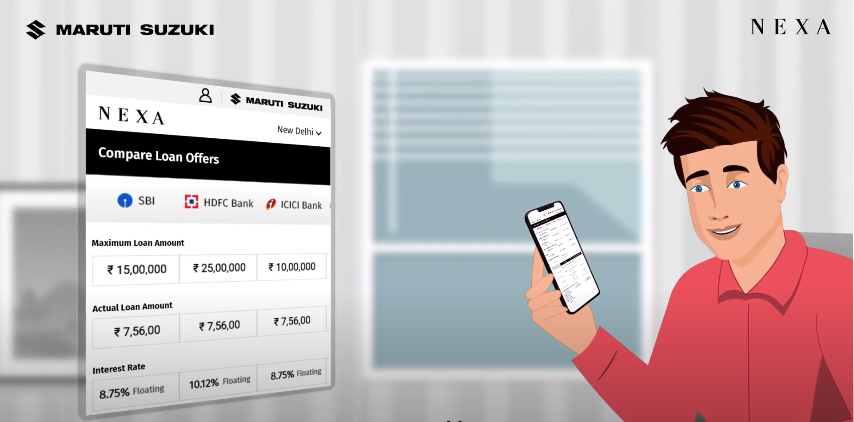 MARUTI SUZUKI
NEXA
MARUTI SUZUKI
NEXA
New Delhi
Compare Loan Offers
SBI HDFC Bank ICICI Bank
Maximum Loan Amount
₹ 15,00,000 ₹ 25,00,000 ₹ 10,00,000
Actual Loan Amount
₹ 7,56,00 ₹ 7,56,00 ₹ 7,56,00
Interest Rate
8.75% Floating 10.12% Floating 8.75% Floating